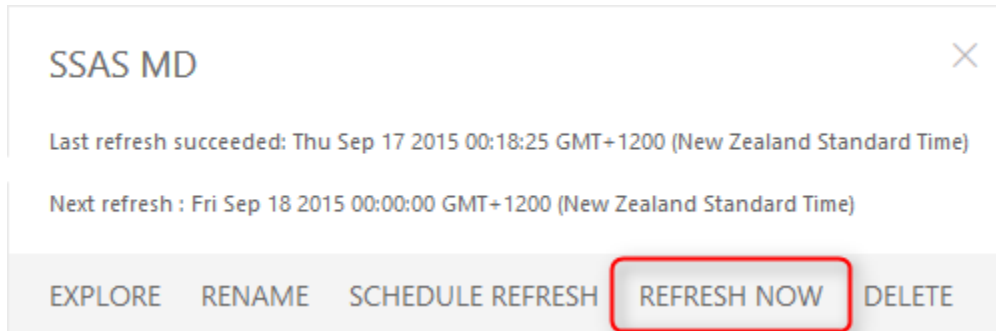 SSAS MD
Last refresh succeeded: Thu Sep 17 2015 00:18:25 GMT+1200 (New Zealand Standard Time)
Next refresh : Fri Sep 18 2015 00:00:00 GMT+1200 (New Zealand Standard Time)
EXPLORE RENAME SCHEDULE REFRESH REFRESH NOW DELETE